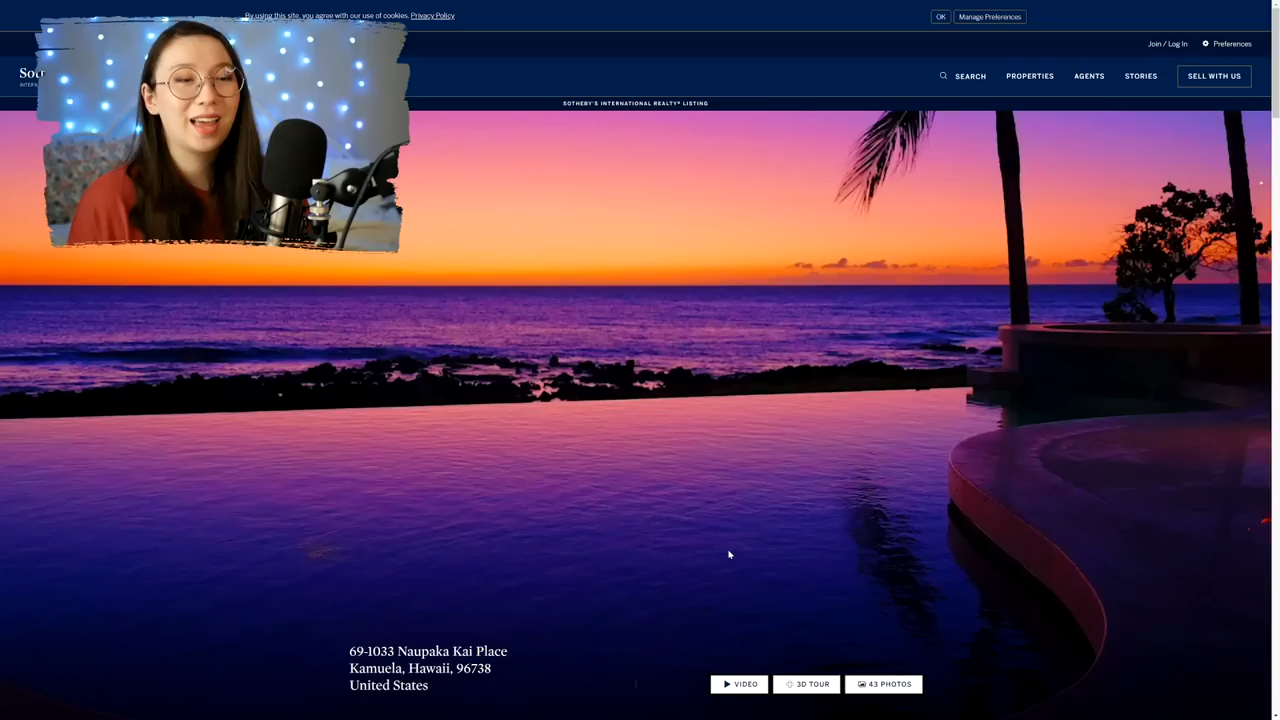 By using this site, you agree with our use of cookies. Privacy Policy
OK
Manage Preferences
Join / Log In
Preferences
SEARCH
PROPERTIES
AGENTS
STORIES
SELL WITH US
SOTHEBY'S INTERNATIONAL REALTY® LISTING
69-1033 Naupaka Kai Place
Kamuela, Hawaii, 96738
United States
VIDEO
3D TOUR
43 PHOTOS